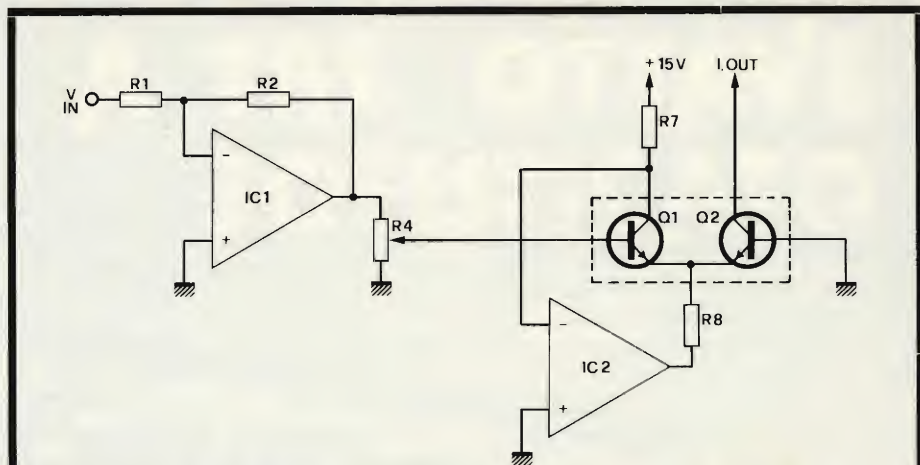 + 15V
I, OUT
R1
R2
V
IN
R7
−
IC1
+
Q1
Q2
R4
R8
−
IC2
+